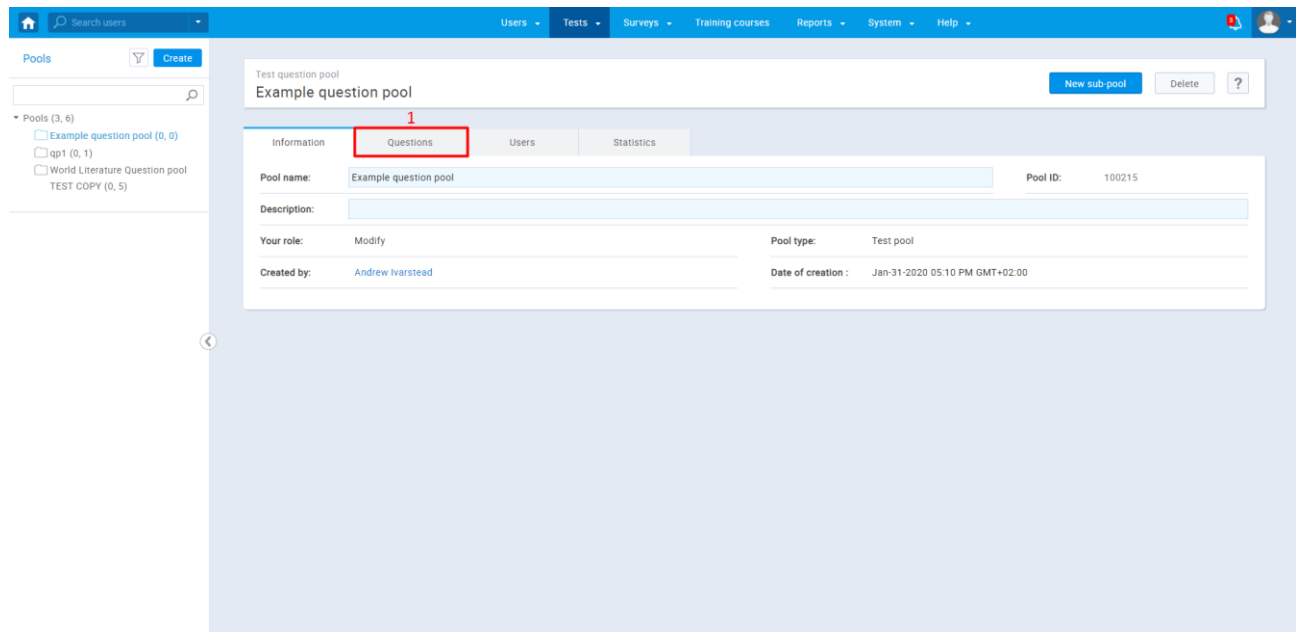 Search users
Users
Tests
Surveys
Training courses
Reports
System
Help
Pools
Create
Pools (3, 6)
Example question pool (0, 0)
qp1 (0, 1)
World Literature Question pool
TEST COPY (0, 5)
Test question pool
Example question pool
New sub-pool
Delete
?
1
Information
Questions
Users
Statistics
Pool name:
Example question pool
Pool ID:
100215
Description:
Your role:
Modify
Pool type:
Test pool
Created by:
Andrew Ivarstead
Date of creation :
Jan-31-2020 05:10 PM GMT+02:00